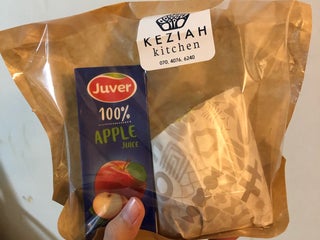 KEZIAH
kitchen
070. 4076. 6240
Juver
100%
APPLE
JUICE